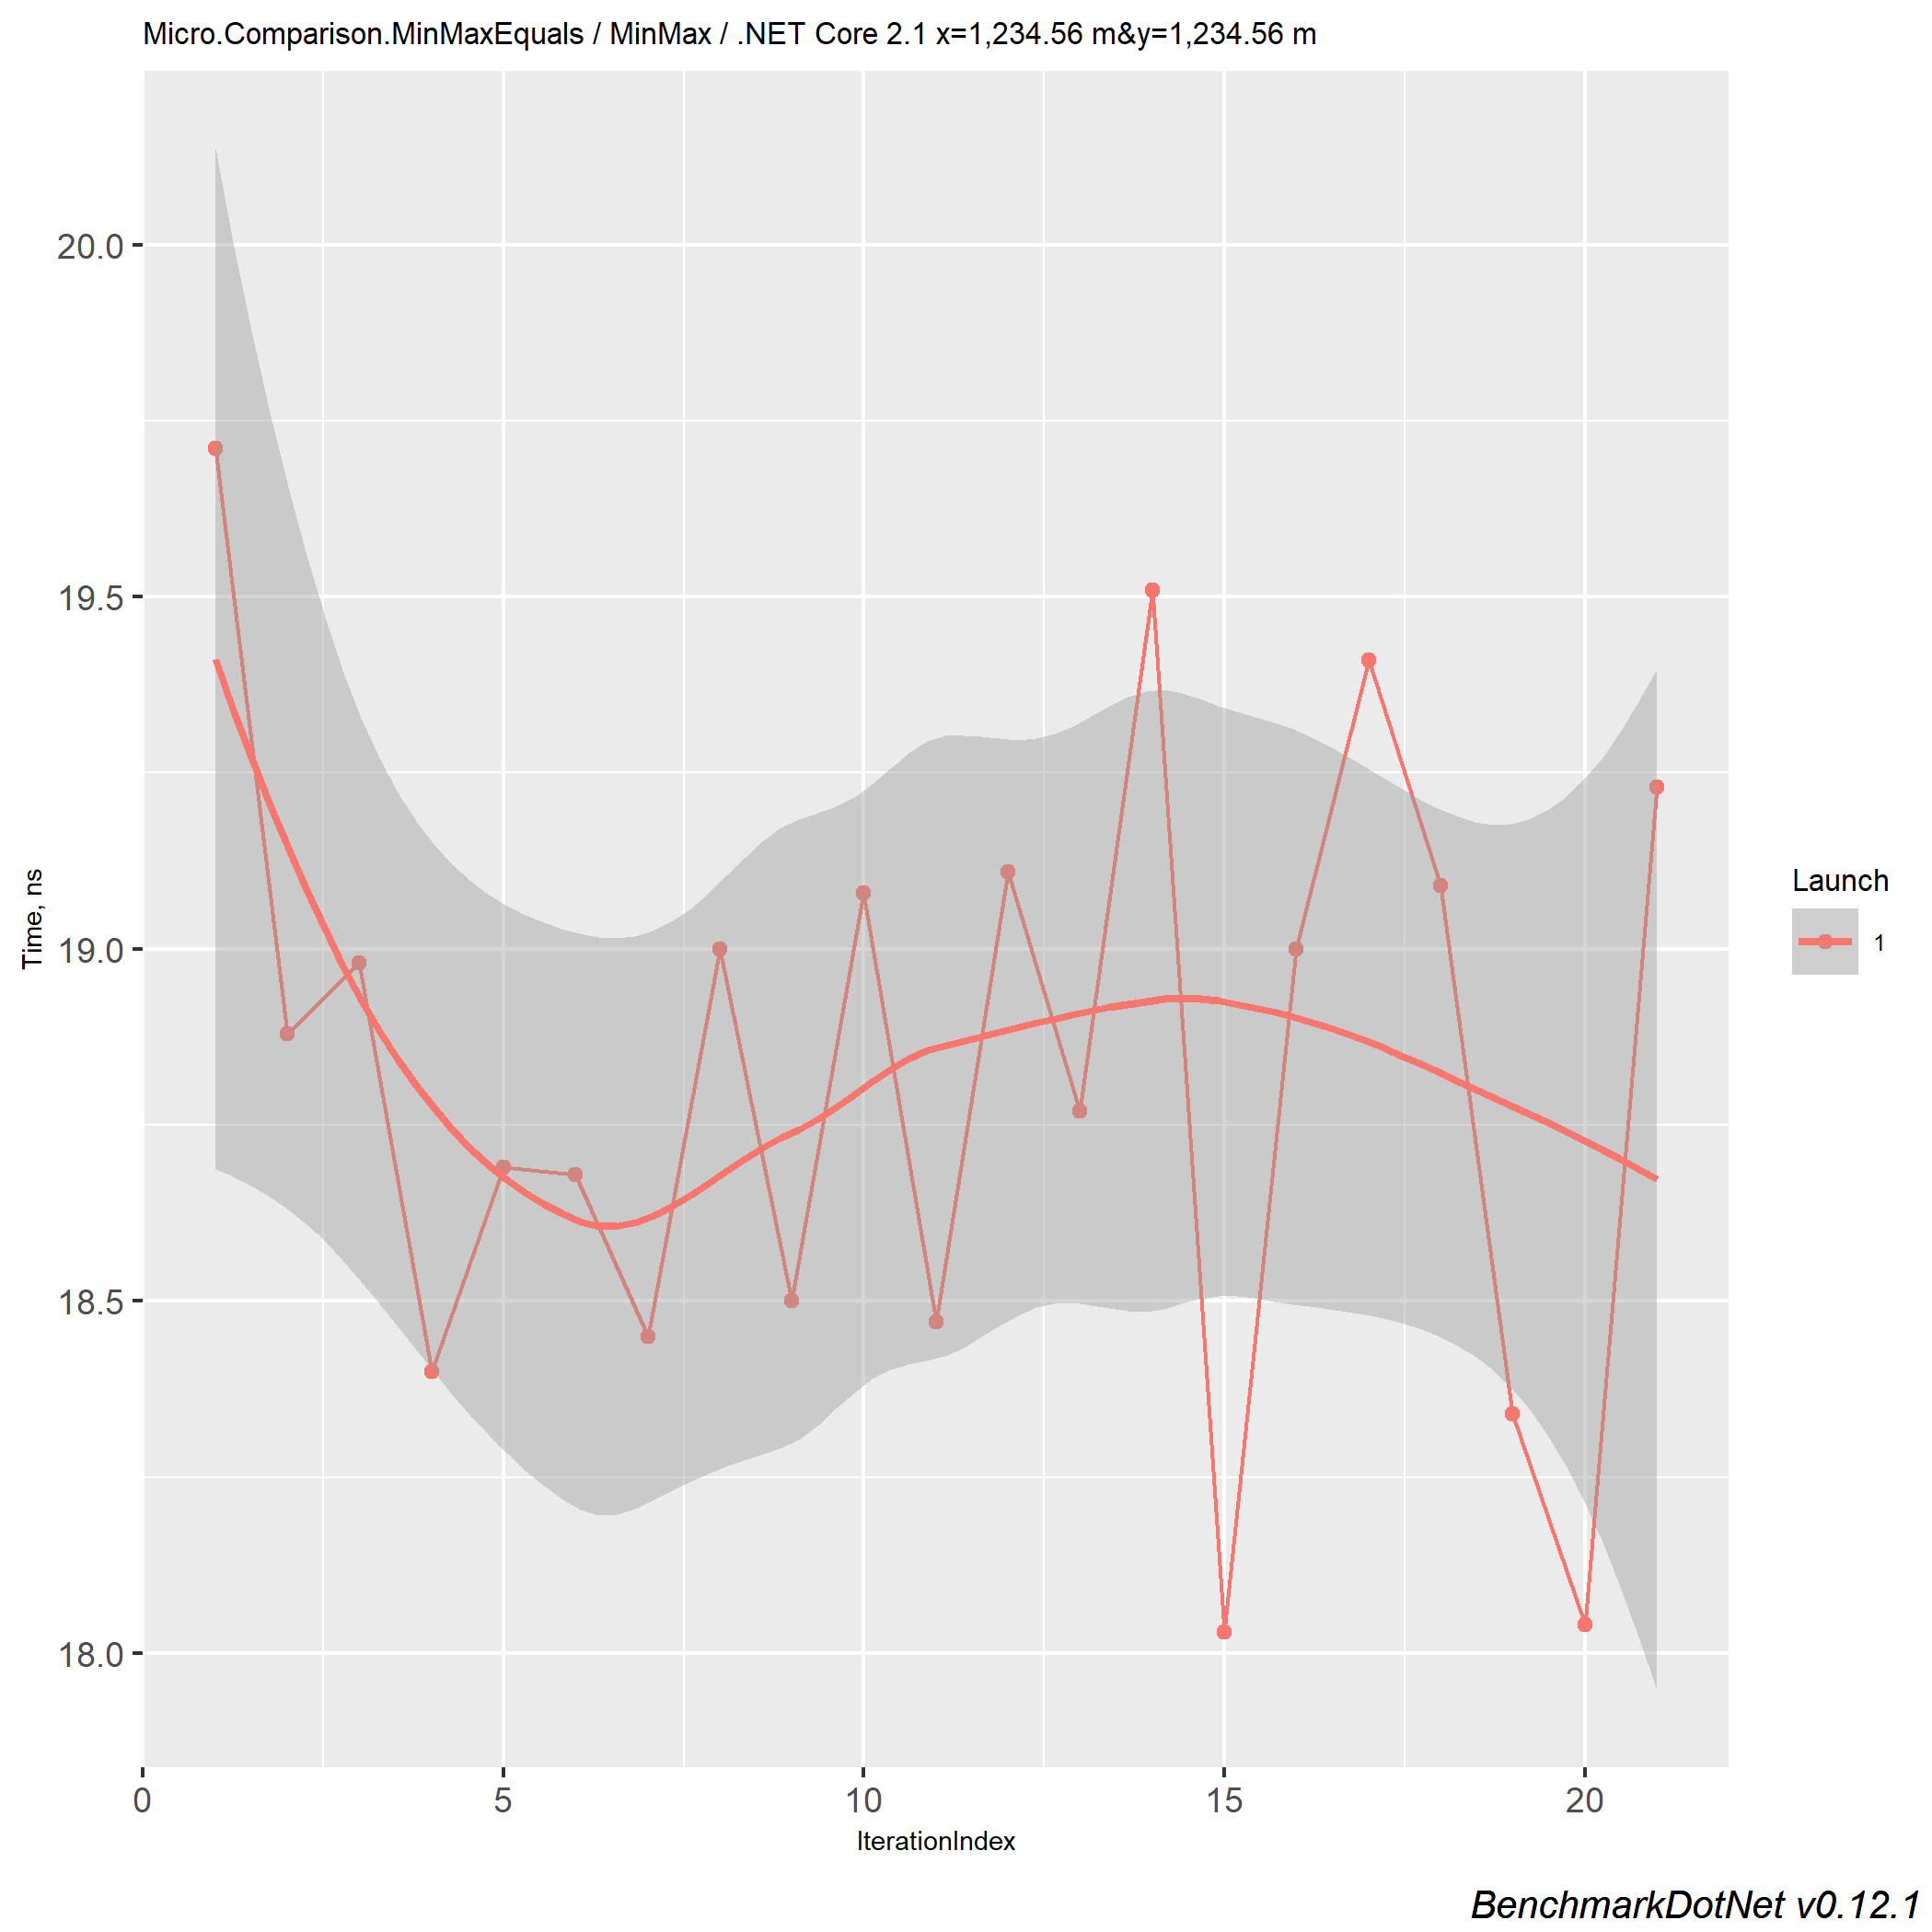 Micro.Comparison.MinMaxEquals / MinMax / .NET Core 2.1 x=1,234.56 m&y=1,234.56 m
20.0
19.5
19.0
18.5
18.0
Time, ns
0 5 10 15 20
IterationIndex
Launch
1
BenchmarkDotNet v0.12.1